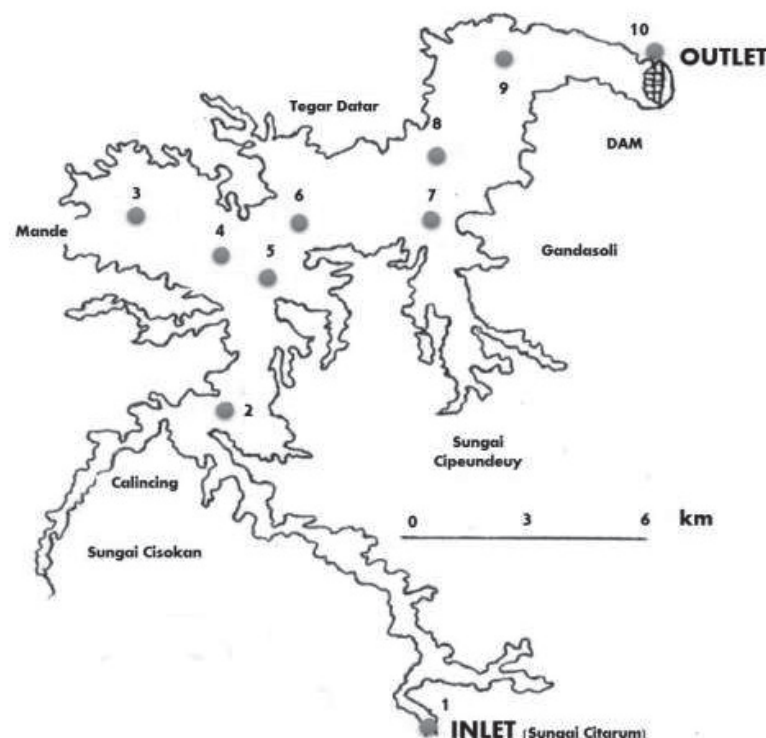 10
OUTLET
9
Tegar Datar
8
DAM
3
6
7
Mande
4
5
Gandasoli
2
Sungai
Cipeundeuy
Calincing
0 3 6 km
Sungai Cisokan
1
INLET (Sungai Citarum)